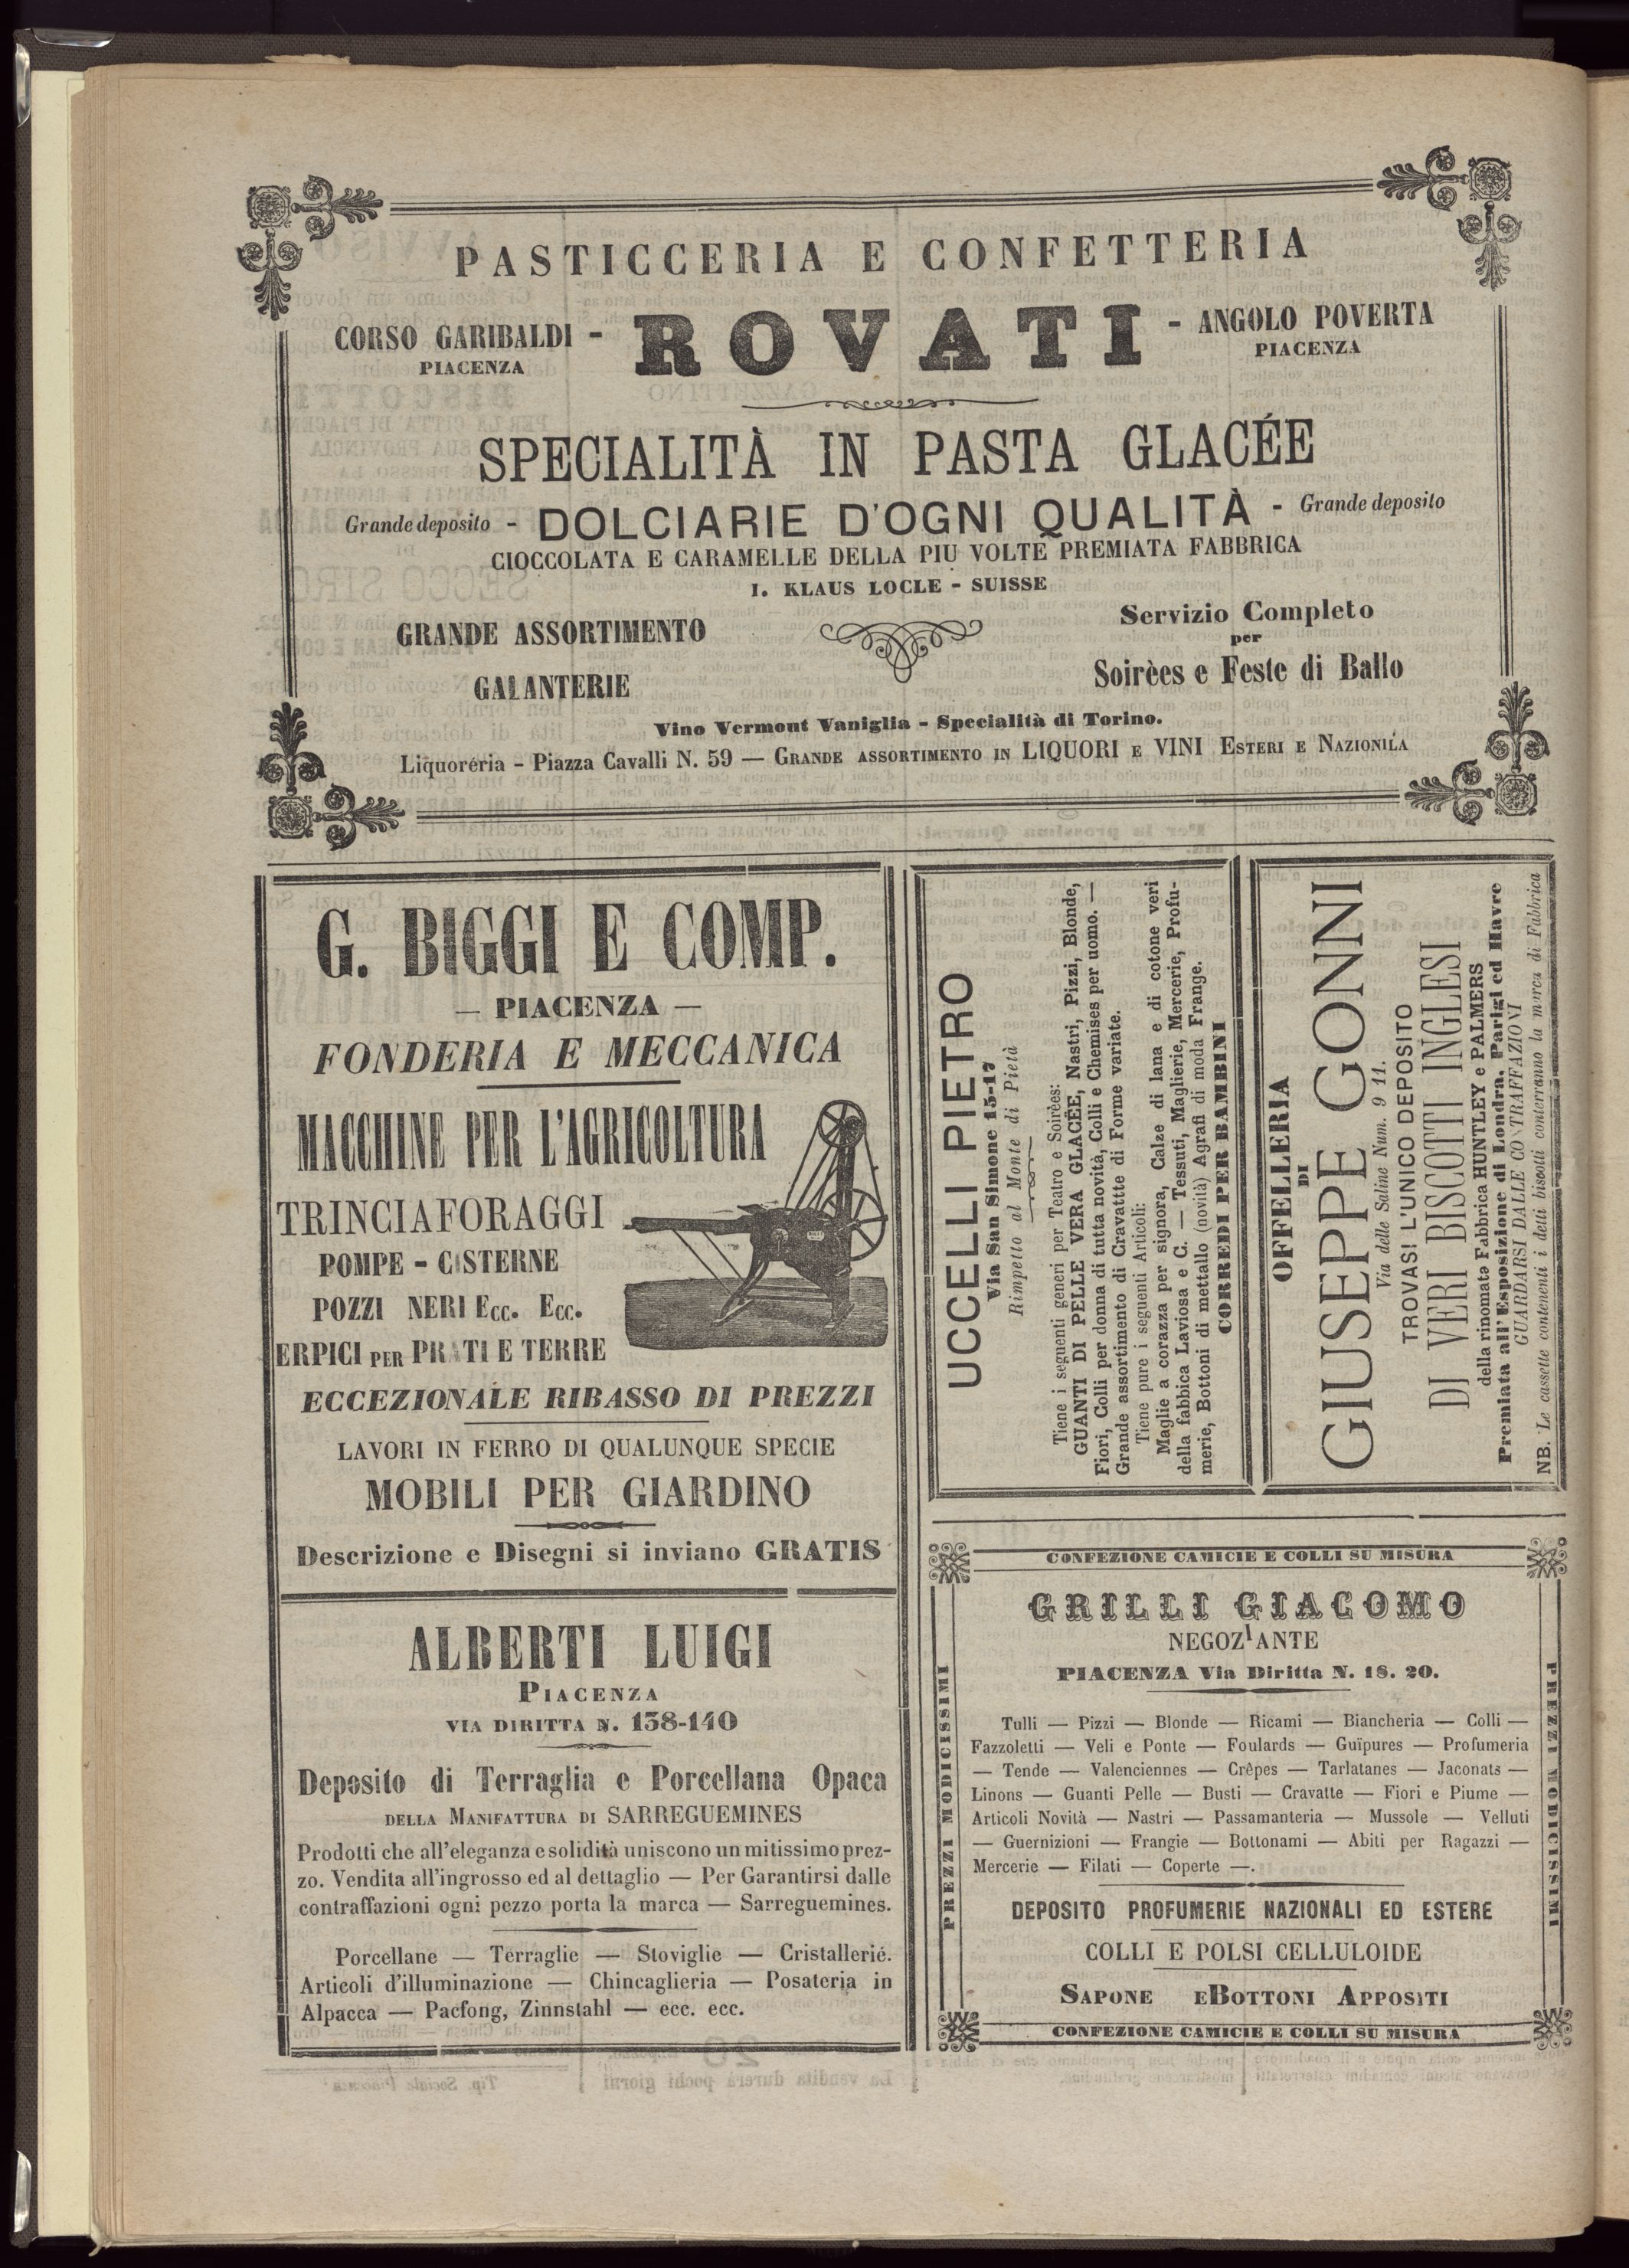 PASTICCERIA E CONFETTERIA
CORSO GARIBALDI - ROVATI - ANGOLO POVERTA
PIACENZA PIACENZA
SPECIALITÀ IN PASTA GLACÉE
Grande deposito - DOLCIARIE D'OGNI QUALITÀ - Grande deposito
CIOCCOLATA E CARAMELLE DELLA PIU VOLTE PREMIATA FABBRICA
I. KLAUS LOCLE - SUISSE
GRANDE ASSORTIMENTO
GALANTERIE
Servizio Completo
per
Soirèes e Feste di Ballo
Vino Vermout Vaniglia - Specialità di Torino.
Liquoreria - Piazza Cavalli N. 59 — GRANDE ASSORTIMENTO IN LIQUORI E VINI ESTERI E NAZIONILA
G. BIGGI E COMP.
— PIACENZA —
FONDERIA E MECCANICA
MACCHINE PER L'AGRICOLTURA
TRINCIAFORAGGI
POMPE - CISTERNE
POZZI NERI ECC. ECC.
ERPICI PER PRATI E TERRE
ECCEZIONALE RIBASSO DI PREZZI
LAVORI IN FERRO DI QUALUNQUE SPECIE
MOBILI PER GIARDINO
Descrizione e Disegni si inviano GRATIS
ALBERTI LUIGI
PIACENZA
VIA DIRITTA N. 138-140
Deposito di Terraglia e Porcellana Opaca
DELLA MANIFATTURA DI SARREGUEMINES
Prodotti che all'eleganza e solidità uniscono un mitissimo prez-
zo. Vendita all'ingrosso ed al dettaglio — Per Garantirsi dalle
contraffazioni ogni pezzo porta la marca — Sarreguemines.
Porcellane — Terraglie — Stoviglie — Cristallerié.
Articoli d'illuminazione — Chincaglieria — Posateria in
Alpacca — Pacfong, Zinnstahl — ecc. ecc.
UCCELLI PIETRO
Via San Simone 15-17
Rimpetto al Monte di Pietà
Tiene i seguenti generi per Teatro e Soirèes:
GUANTI DI PELLE VERA GLACÉE, Nastri, Pizzi, Blonde,
Fiori, Colli per donna di tutta novità, Colli e Chemises per uomo. —
Grande assortimento di Cravattte di Forme variate.
Tiene pure i seguenti Articoli:
Maglie a corazza per signora, Calze di lana e di cotone veri
della fabbica Laviosa e C. — Tessuti, Maglierie, Mercerie, Profu-
merie, Bottoni di mettallo (novità) Agrafi di moda Frange.
CORREDI PER BAMBINI
OFFELLERIA
DI
GIUSEPPE GONNI
Via delle Saline Num. 9 11.
TROVASI L'UNICO DEPOSITO
DI VERI BISCOTTI INGLESI
della rinomata Fabbrica HUNTLEY e PALMERS
Premiata all'Esposizione di Londra, Parigi ed Havre
GUARDARSI DALLE CONTRAFFAZIONI
NB. Le cassette contenenti i detti biscotti conterranno la marca di Fabbrica
CONFEZIONE CAMICIE E COLLI SU MISURA
GRILLI GIACOMO
NEGOZIANTE
PIACENZA Via Diritta N. 18. 20.
PREZZI MODICISSIMI
Tulli — Pizzi — Blonde — Ricami — Biancheria — Colli —
Fazzoletti — Veli e Ponte — Foulards — Guïpures — Profumeria
— Tende — Valenciennes — Crêpes — Tarlatanes — Jaconats —
Linons — Guanti Pelle — Busti — Cravatte — Fiori e Piume —
Articoli Novità — Nastri — Passamanteria — Mussole — Velluti
— Guernizioni — Frangie — Bottonami — Abiti per Ragazzi —
Mercerie — Filati — Coperte —.
PREZZI MODICISSIMI
DEPOSITO PROFUMERIE NAZIONALI ED ESTERE
COLLI E POLSI CELLULOIDE
SAPONE EBOTTONI APPOSITI
CONFEZIONE CAMICIE E COLLI SU MISURA